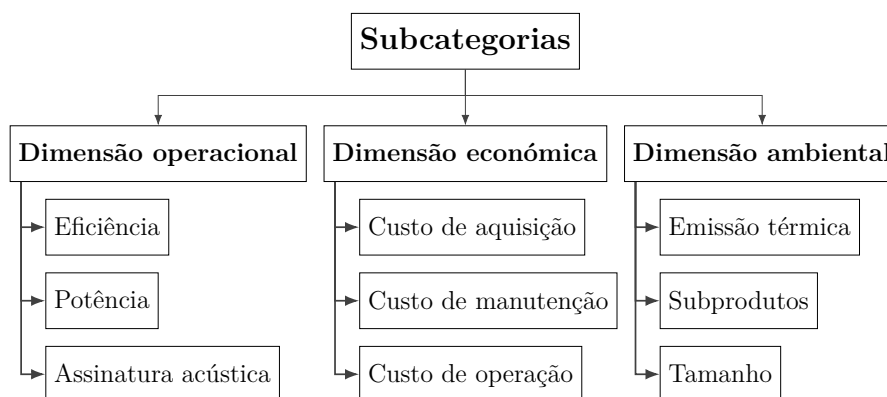 Subcategorias
Dimensão operacional
Dimensão económica
Dimensão ambiental
Eficiência
Custo de aquisição
Emissão térmica
Potência
Custo de manutenção
Subprodutos
Assinatura acústica
Custo de operação
Tamanho